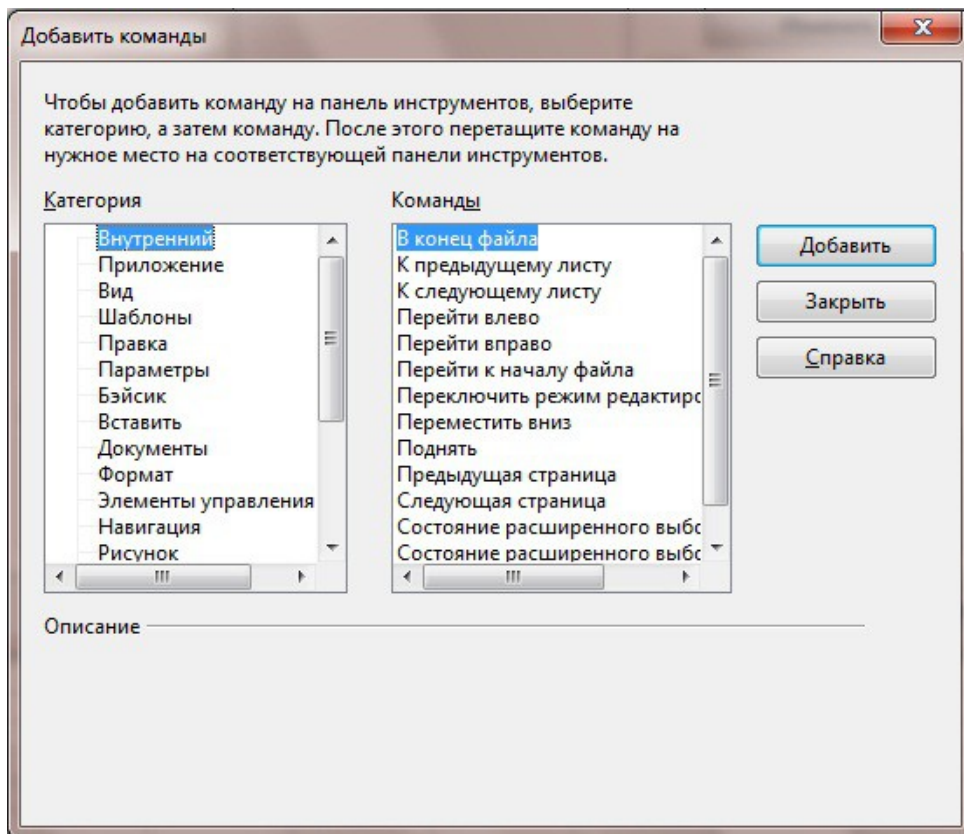 Добавить команды
Чтобы добавить команду на панель инструментов, выберите
категорию, а затем команду. После этого перетащите команду на
нужное место на соответствующей панели инструментов.
Категория
Внутренний
Приложение
Вид
Шаблоны
Правка
Параметры
Бэйсик
Вставить
Документы
Формат
Элементы управления
Навигация
Рисунок
Команды
В конец файла
К предыдущему листу
К следующему листу
Перейти влево
Перейти вправо
Перейти к началу файла
Переключить режим редактирс
Переместить вниз
Поднять
Предыдущая страница
Следующая страница
Состояние расширенного выбс
Состояние расширенного выбс
Добавить
Закрыть
Справка
Описание